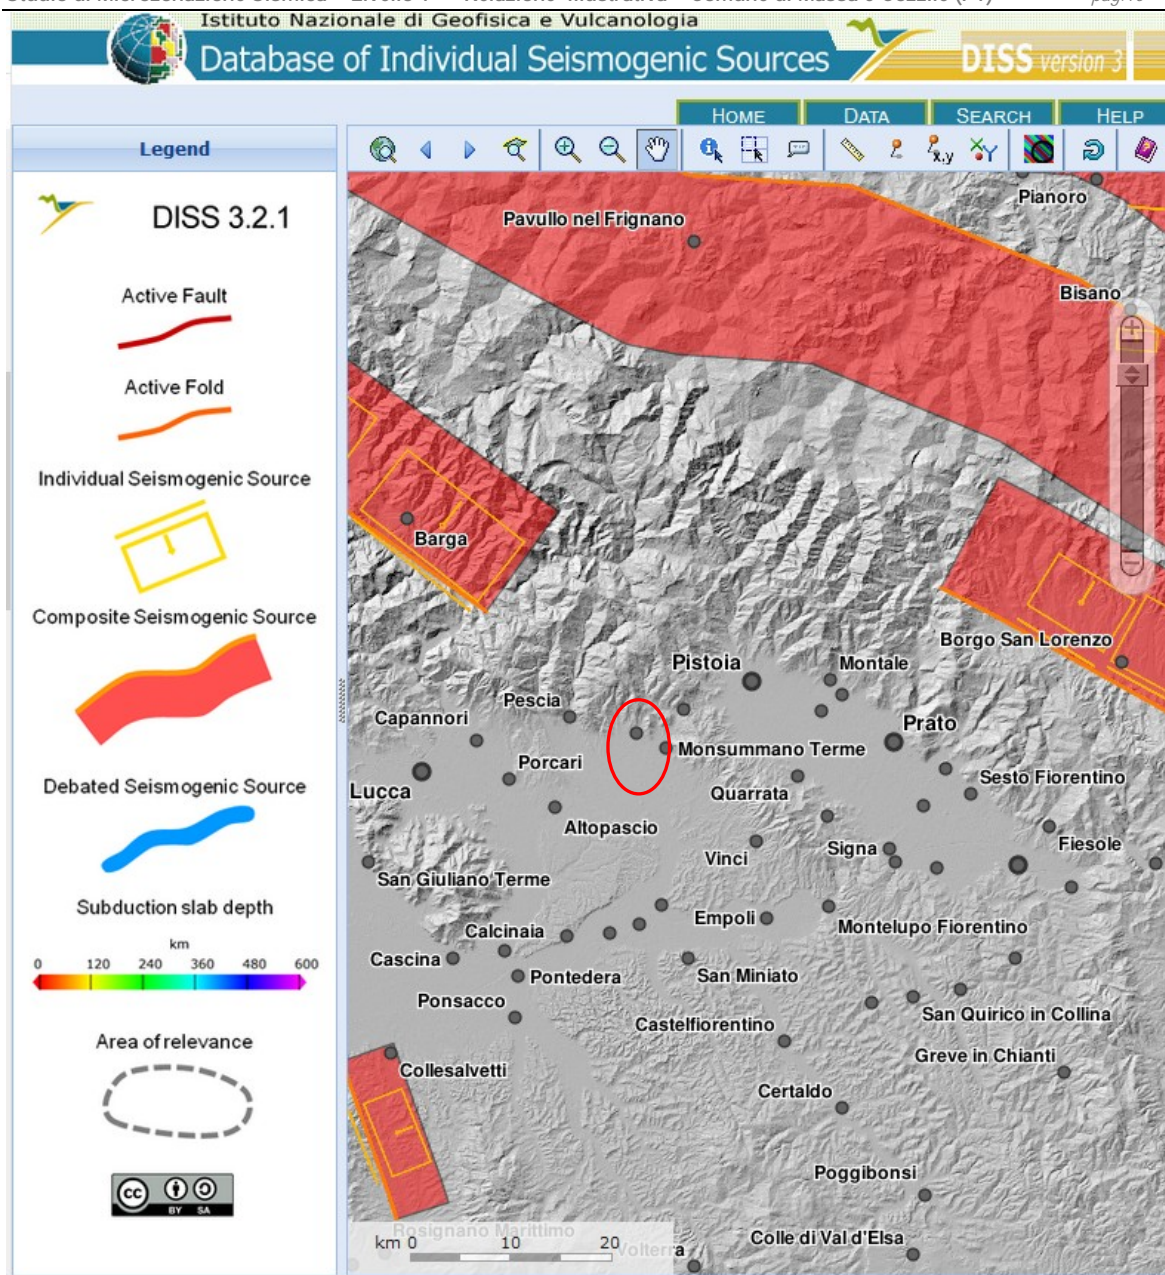 Istituto Nazionale di Geofisica e Vulcanologia
Database of Individual Seismogenic Sources
DISS version 3
HOME DATA SEARCH HELP
Legend
x,y
XY
DISS 3.2.1
Active Fault
Active Fold
Individual Seismogenic Source
Composite Seismogenic Source
Debated Seismogenic Source
Subduction slab depth
km
0 120 240 360 480 600
Area of relevance
cc
BY SA
Pianoro
Pavullo nel Frignano
Bisano
Barga
Borgo San Lorenzo
Pistoia
Montale
Pescia
Capannori
Prato
Monsummano Terme
Porcari
Sesto Fiorentino
Lucca
Quarrata
Altopascio
Signa
Fiesole
Vinci
San Giuliano Terme
Empoli
Montelupo Fiorentino
Calcinaia
Cascina
Pontedera
San Miniato
Ponsacco
San Quirico in Collina
Castelfiorentino
Greve in Chianti
Collesalvetti
Certaldo
Poggibonsi
Rosignano Marittimo
Colle di Val d'Elsa
Volterra
km 0 10 20